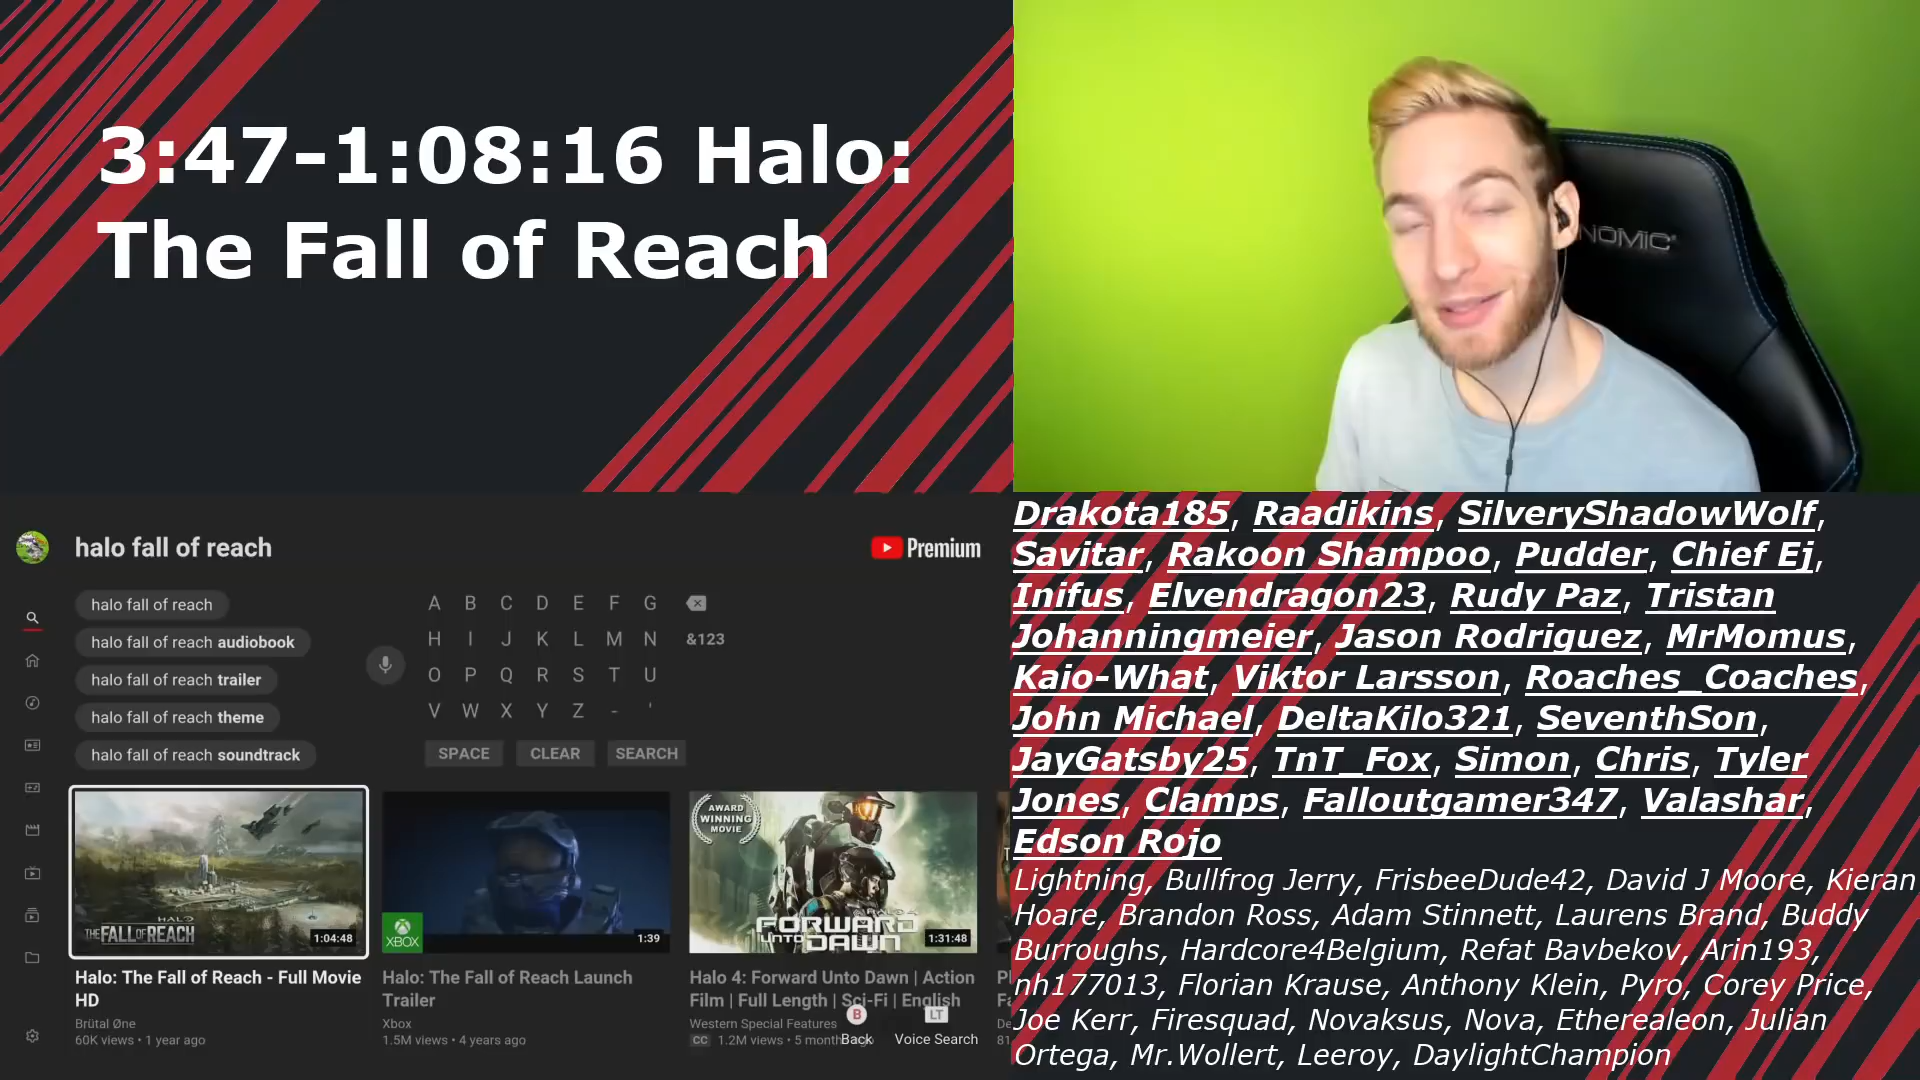 3:47-1:08:16 Halo:
The Fall of Reach
NOMIC
halo fall of reach
Premium
halo fall of reach
halo fall of reach audiobook
halo fall of reach trailer
halo fall of reach theme
halo fall of reach soundtrack
A B C D E F G
H I J K L M N &123
O P Q R S T U
V W X Y Z - '
SPACE CLEAR SEARCH
HALO
THE FALL OF REACH
1:04:48
XBOX
1:39
AWARD
WINNING
MOVIE
FORWARD
UNTO DAWN
1:31:48
Halo: The Fall of Reach - Full Movie
HD
Brütal Øne
60K views • 1 year ago
Halo: The Fall of Reach Launch
Trailer
Xbox
1.5M views • 4 years ago
Halo 4: Forward Unto Dawn | Action
Film | Full Length | Sci-Fi | English
Western Special Features
CC 1.2M views • 5 month
B LT
Back Voice Search
Drakota185, Raadikins, SilveryShadowWolf,
Savitar, Rakoon Shampoo, Pudder, Chief Ej,
Inifus, Elvendragon23, Rudy Paz, Tristan
Johanningmeier, Jason Rodriguez, MrMomus,
Kaio-What, Viktor Larsson, Roaches_Coaches,
John Michael, DeltaKilo321, SeventhSon,
JayGatsby25, TnT_Fox, Simon, Chris, Tyler
Jones, Clamps, Falloutgamer347, Valashar,
Edson Rojo
Lightning, Bullfrog Jerry, FrisbeeDude42, David J Moore, Kieran
Hoare, Brandon Ross, Adam Stinnett, Laurens Brand, Buddy
Burroughs, Hardcore4Belgium, Refat Bavbekov, Arin193,
nh177013, Florian Krause, Anthony Klein, Pyro, Corey Price,
Joe Kerr, Firesquad, Novaksus, Nova, Etherealeon, Julian
Ortega, Mr.Wollert, Leeroy, DaylightChampion